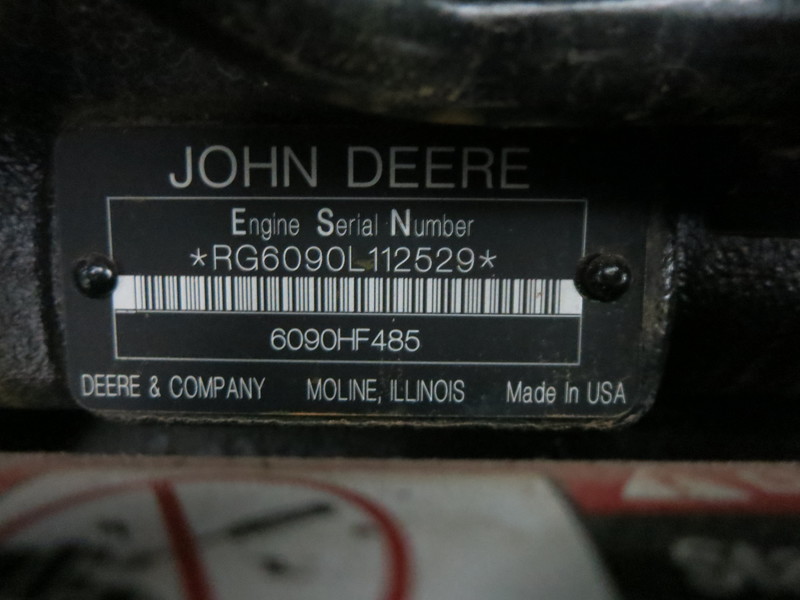 JOHN DEERE
Engine Serial Number
*RG6090L112529*
6090HF485
DEERE & COMPANY MOLINE, ILLINOIS Made In USA